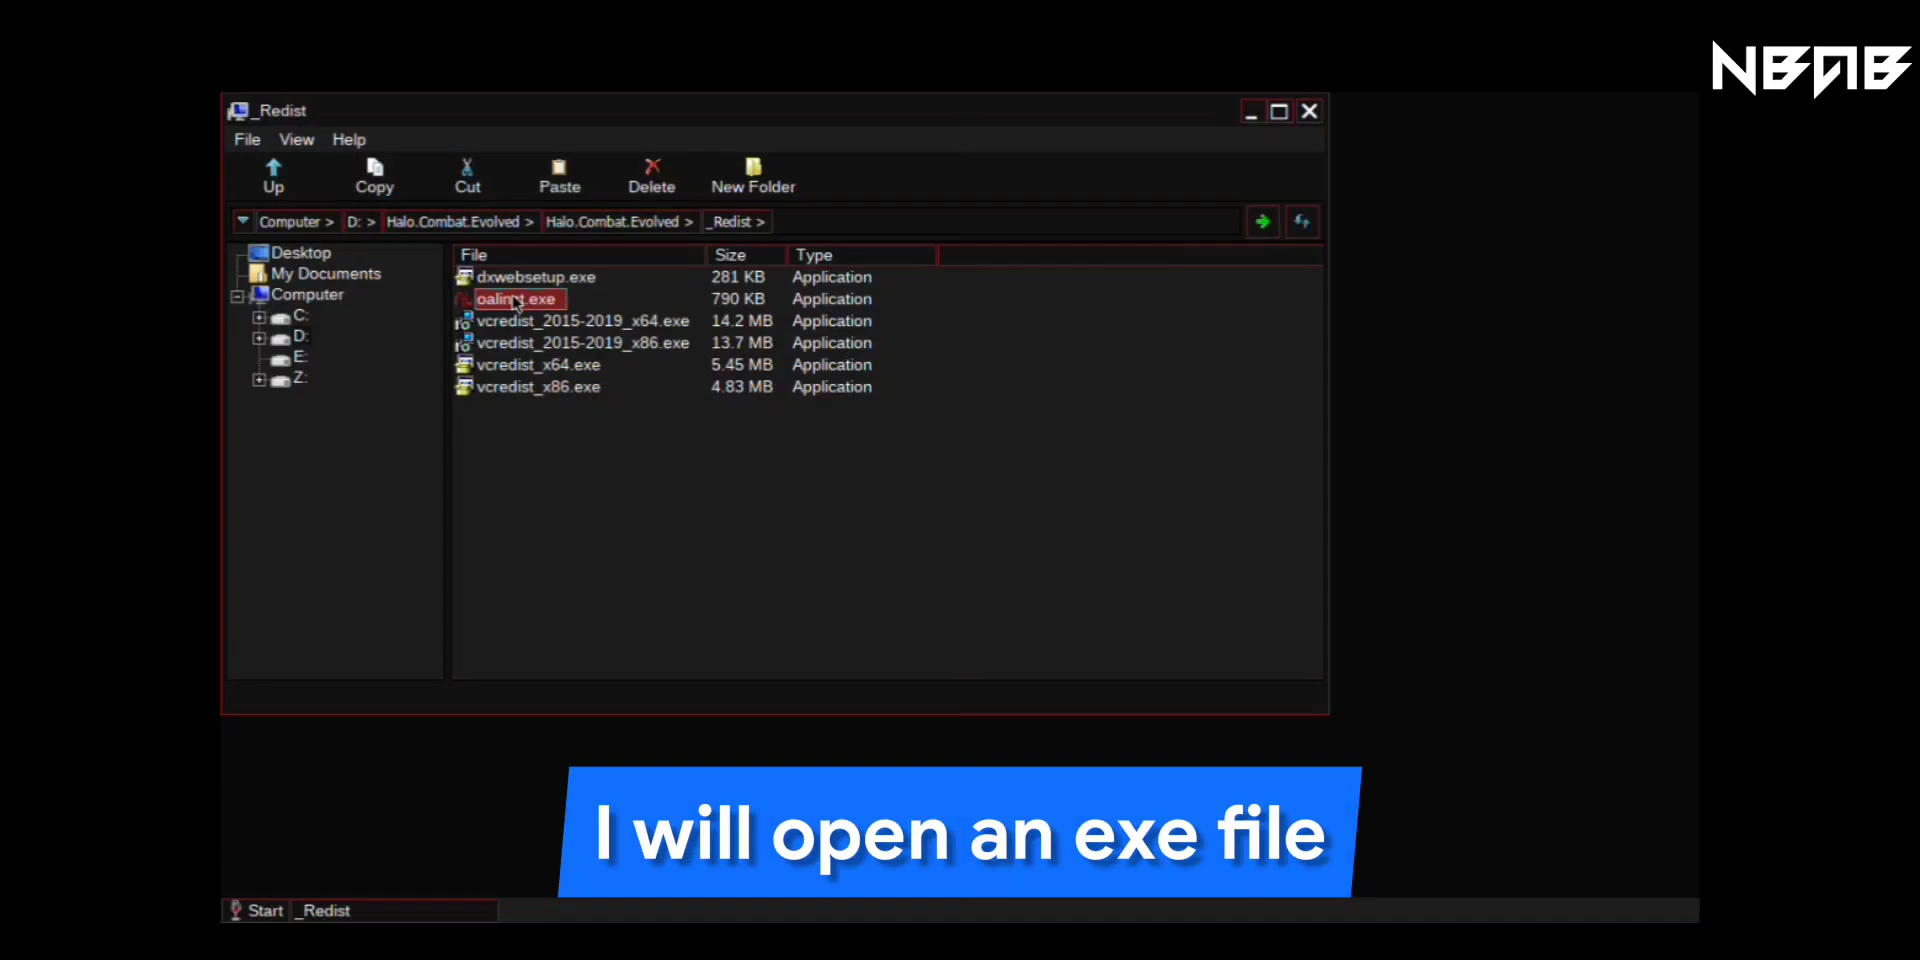 NBAB
_Redist
File View Help
Up Copy Cut Paste Delete New Folder
Computer > D: > Halo.Combat.Evolved > Halo.Combat.Evolved > _Redist >
Desktop
My Documents
Computer
C:
D:
E:
Z:
File Size Type
dxwebsetup.exe 281 KB Application
oalinst.exe 790 KB Application
vcredist_2015-2019_x64.exe 14.2 MB Application
vcredist_2015-2019_x86.exe 13.7 MB Application
vcredist_x64.exe 5.45 MB Application
vcredist_x86.exe 4.83 MB Application
I will open an exe file
Start _Redist